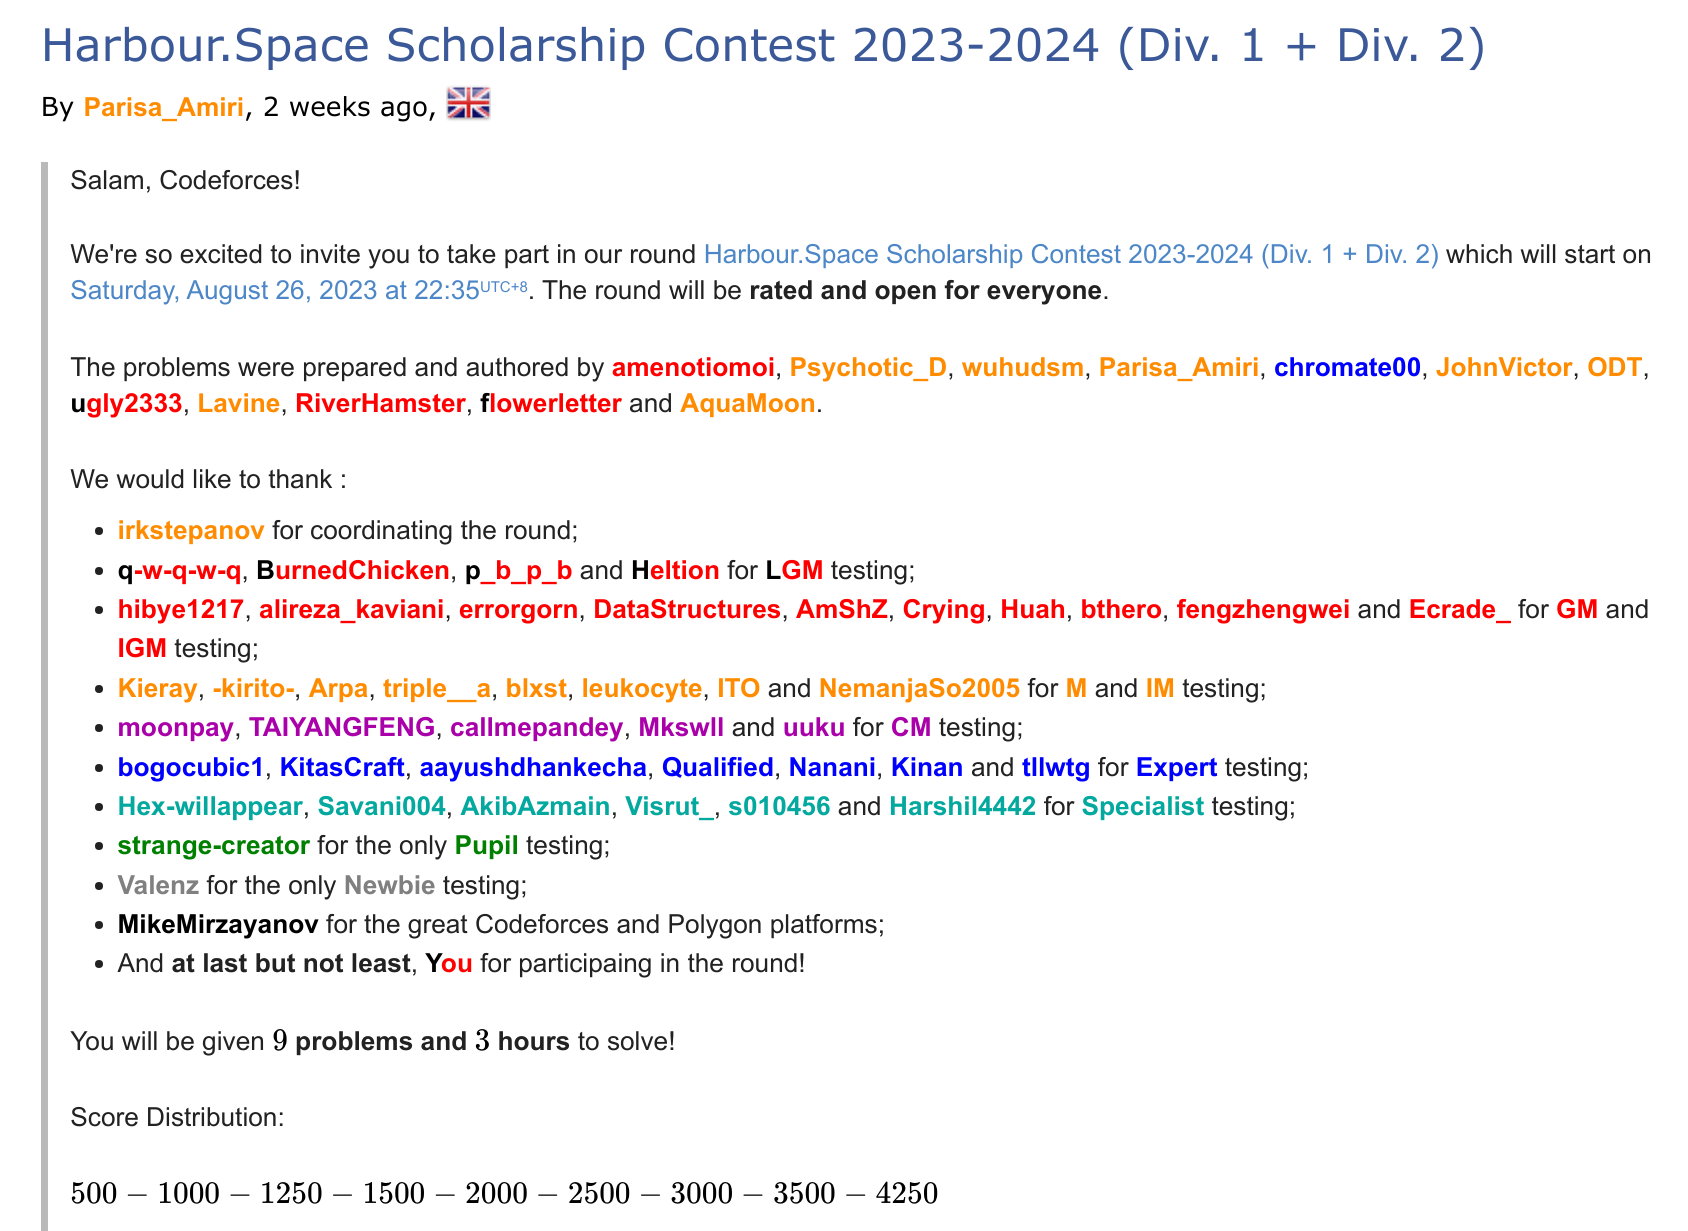 Harbour.Space Scholarship Contest 2023-2024 (Div. 1 + Div. 2)
By Parisa_Amiri, 2 weeks ago,
Salam, Codeforces!
We're so excited to invite you to take part in our round Harbour.Space Scholarship Contest 2023-2024 (Div. 1 + Div. 2) which will start on
Saturday, August 26, 2023 at 22:35UTC+8. The round will be rated and open for everyone.
The problems were prepared and authored by amenotiomoi, Psychotic_D, wuhudsm, Parisa_Amiri, chromate00, JohnVictor, ODT,
ugly2333, Lavine, RiverHamster, flowerletter and AquaMoon.
We would like to thank :
• irkstepanov for coordinating the round;
• q-w-q-w-q, BurnedChicken, p_b_p_b and Heltion for LGM testing;
• hibye1217, alireza_kaviani, errorgorn, DataStructures, AmShZ, Crying, Huah, bthero, fengzhengwei and Ecrade_ for GM and
IGM testing;
• Kieray, -kirito-, Arpa, triple__a, blxst, leukocyte, ITO and NemanjaSo2005 for M and IM testing;
• moonpay, TAIYANGFENG, callmepandey, Mkswll and uuku for CM testing;
• bogocubic1, KitasCraft, aayushdhankecha, Qualified, Nanani, Kinan and tllwtg for Expert testing;
• Hex-willappear, Savani004, AkibAzmain, Visrut_, s010456 and Harshil4442 for Specialist testing;
• strange-creator for the only Pupil testing;
• Valenz for the only Newbie testing;
• MikeMirzayanov for the great Codeforces and Polygon platforms;
• And at last but not least, You for participaing in the round!
You will be given 9 problems and 3 hours to solve!
Score Distribution:
500 − 1000 − 1250 − 1500 − 2000 − 2500 − 3000 − 3500 − 4250